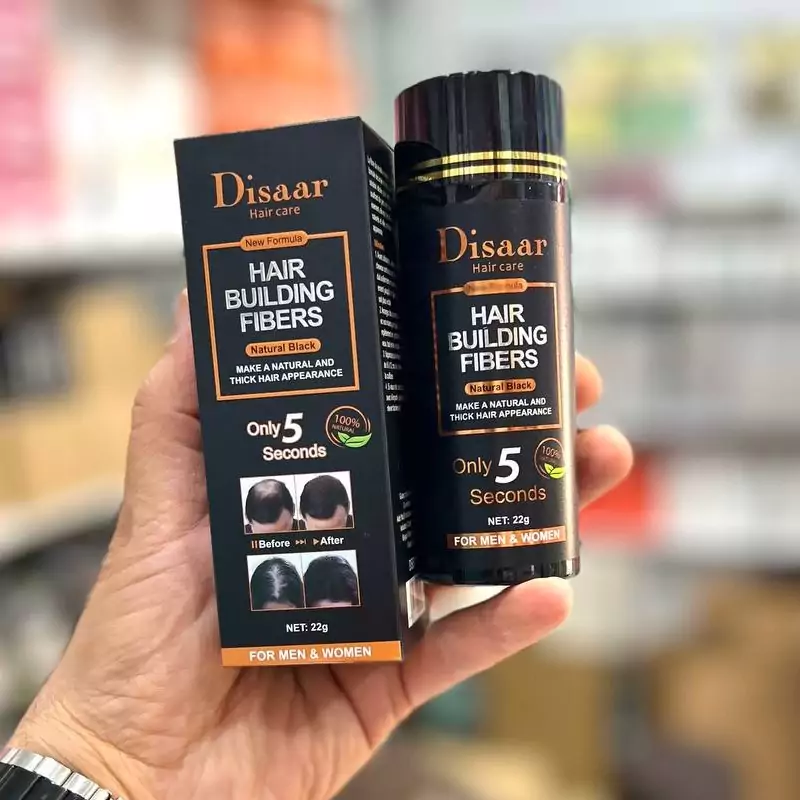 Disaar
Hair care
New Formula
HAIR
BUILDING
FIBERS
Natural Black
MAKE A NATURAL AND
THICK HAIR APPEARANCE
Only 5
Seconds
100%
NATURAL
Before
After
NET: 22g
FOR MEN & WOMEN
Disaar
Hair care
New Formula
HAIR
BUILDING
FIBERS
Natural Black
MAKE A NATURAL AND
THICK HAIR APPEARANCE
Only 5
Seconds
100%
NATURAL
NET: 22g
FOR MEN & WOMEN